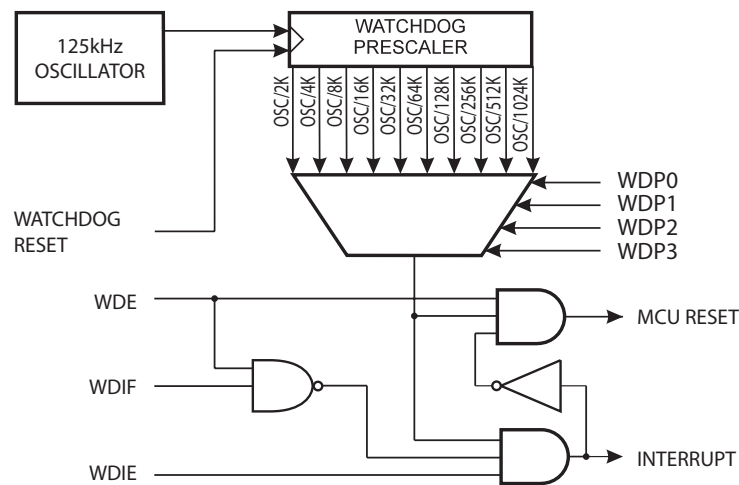 125kHz
OSCILLATOR
WATCHDOG
PRESCALER
OSC/2K
OSC/4K
OSC/8K
OSC/16K
OSC/32K
OSC/64K
OSC/128K
OSC/256K
OSC/512K
OSC/1024K
WDP0
WDP1
WDP2
WDP3
WATCHDOG
RESET
WDE
MCU RESET
WDIF
INTERRUPT
WDIE